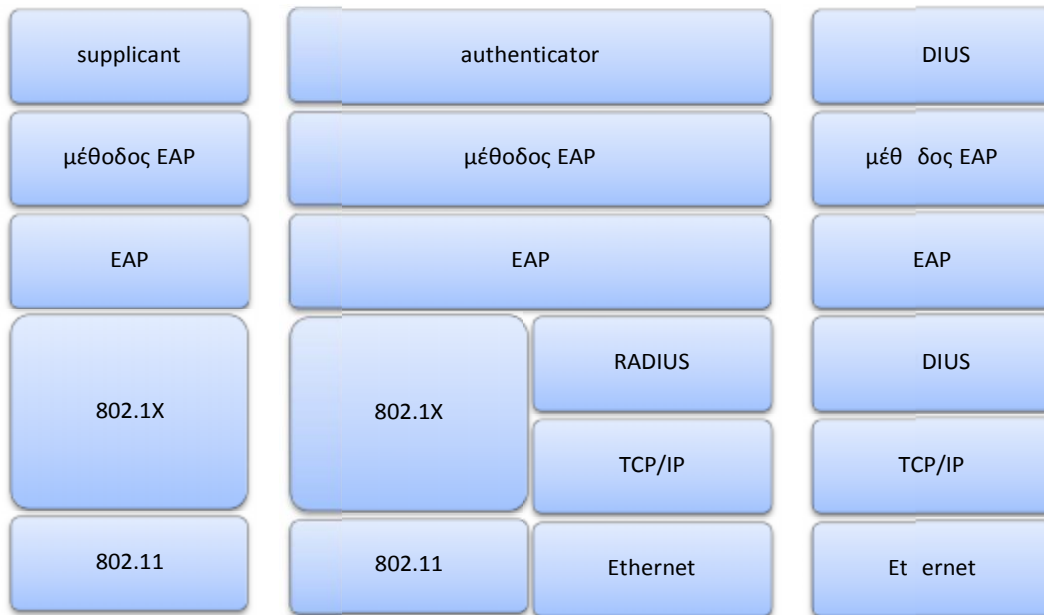 supplicant
authenticator
DIUS
μέθοδος EAP
μέθοδος EAP
μέθ δος EAP
EAP
EAP
EAP
802.1X
802.1X
RADIUS
DIUS
TCP/IP
TCP/IP
802.11
802.11
Ethernet
Et ernet